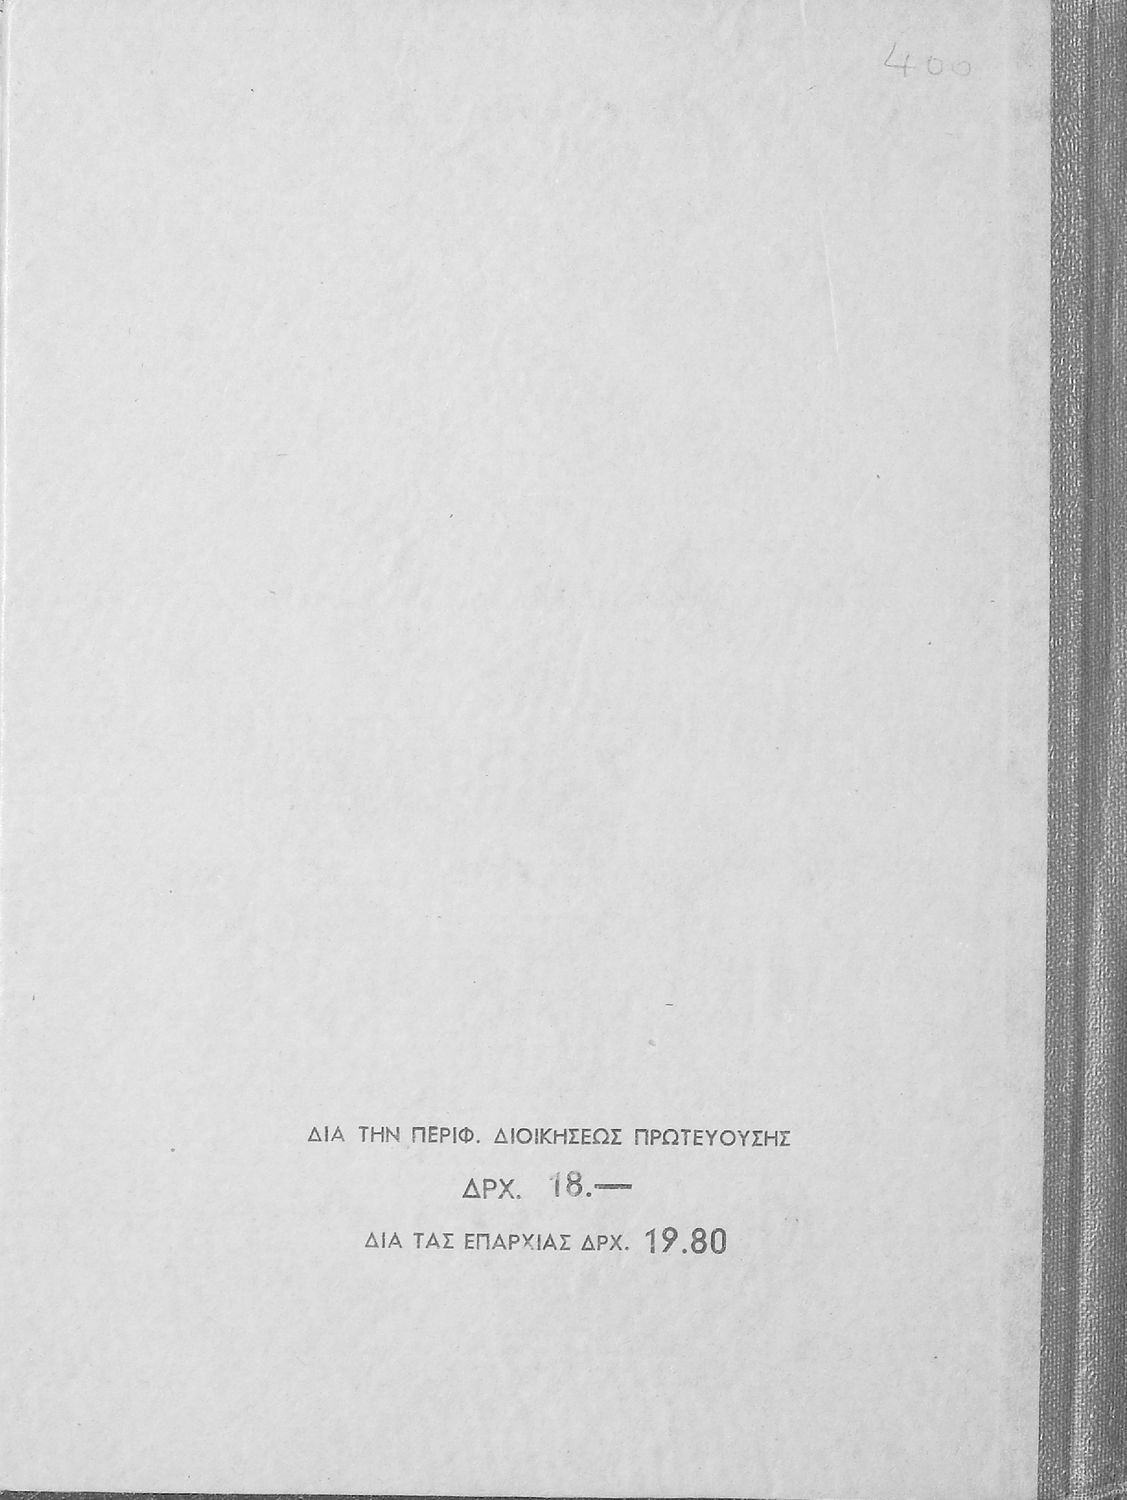 400
ΔΙΑ ΤΗΝ ΠΕΡΙΦ. ΔΙΟΙΚΗΣΕΩΣ ΠΡΩΤΕΥΟΥΣΗΣ
ΔΡΧ. 18.—
ΔΙΑ ΤΑΣ ΕΠΑΡΧΙΑΣ ΔΡΧ. 19.80